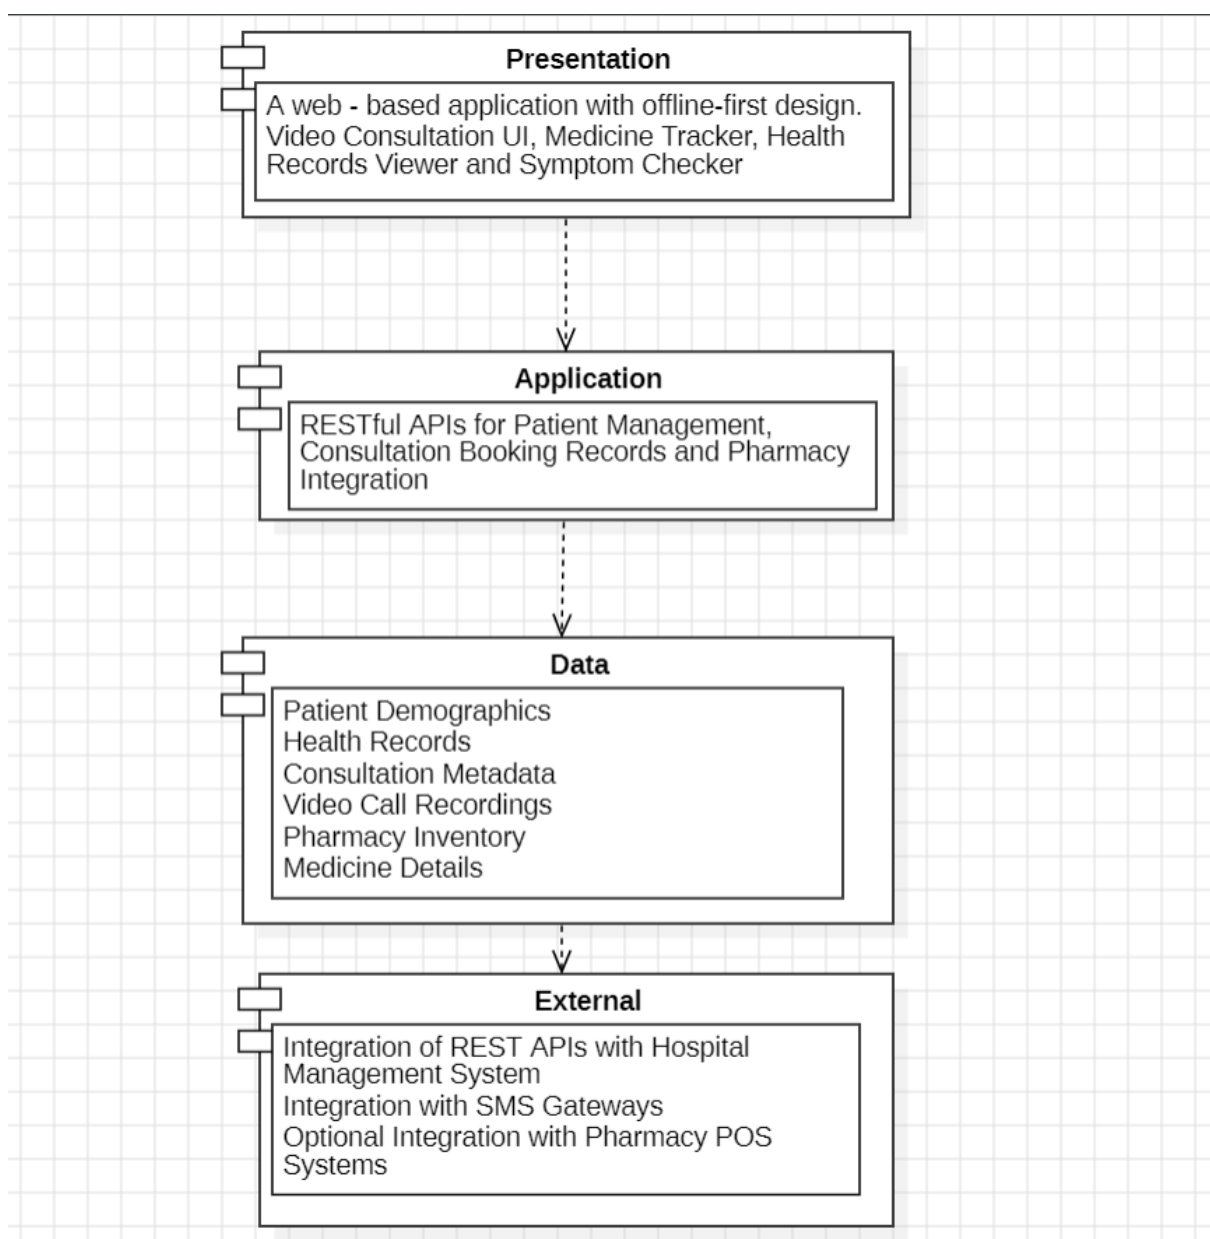 Presentation
A web - based application with offline-first design.
Video Consultation UI, Medicine Tracker, Health
Records Viewer and Symptom Checker
Application
RESTful APIs for Patient Management,
Consultation Booking Records and Pharmacy
Integration
Data
Patient Demographics
Health Records
Consultation Metadata
Video Call Recordings
Pharmacy Inventory
Medicine Details
External
Integration of REST APIs with Hospital
Management System
Integration with SMS Gateways
Optional Integration with Pharmacy POS
Systems